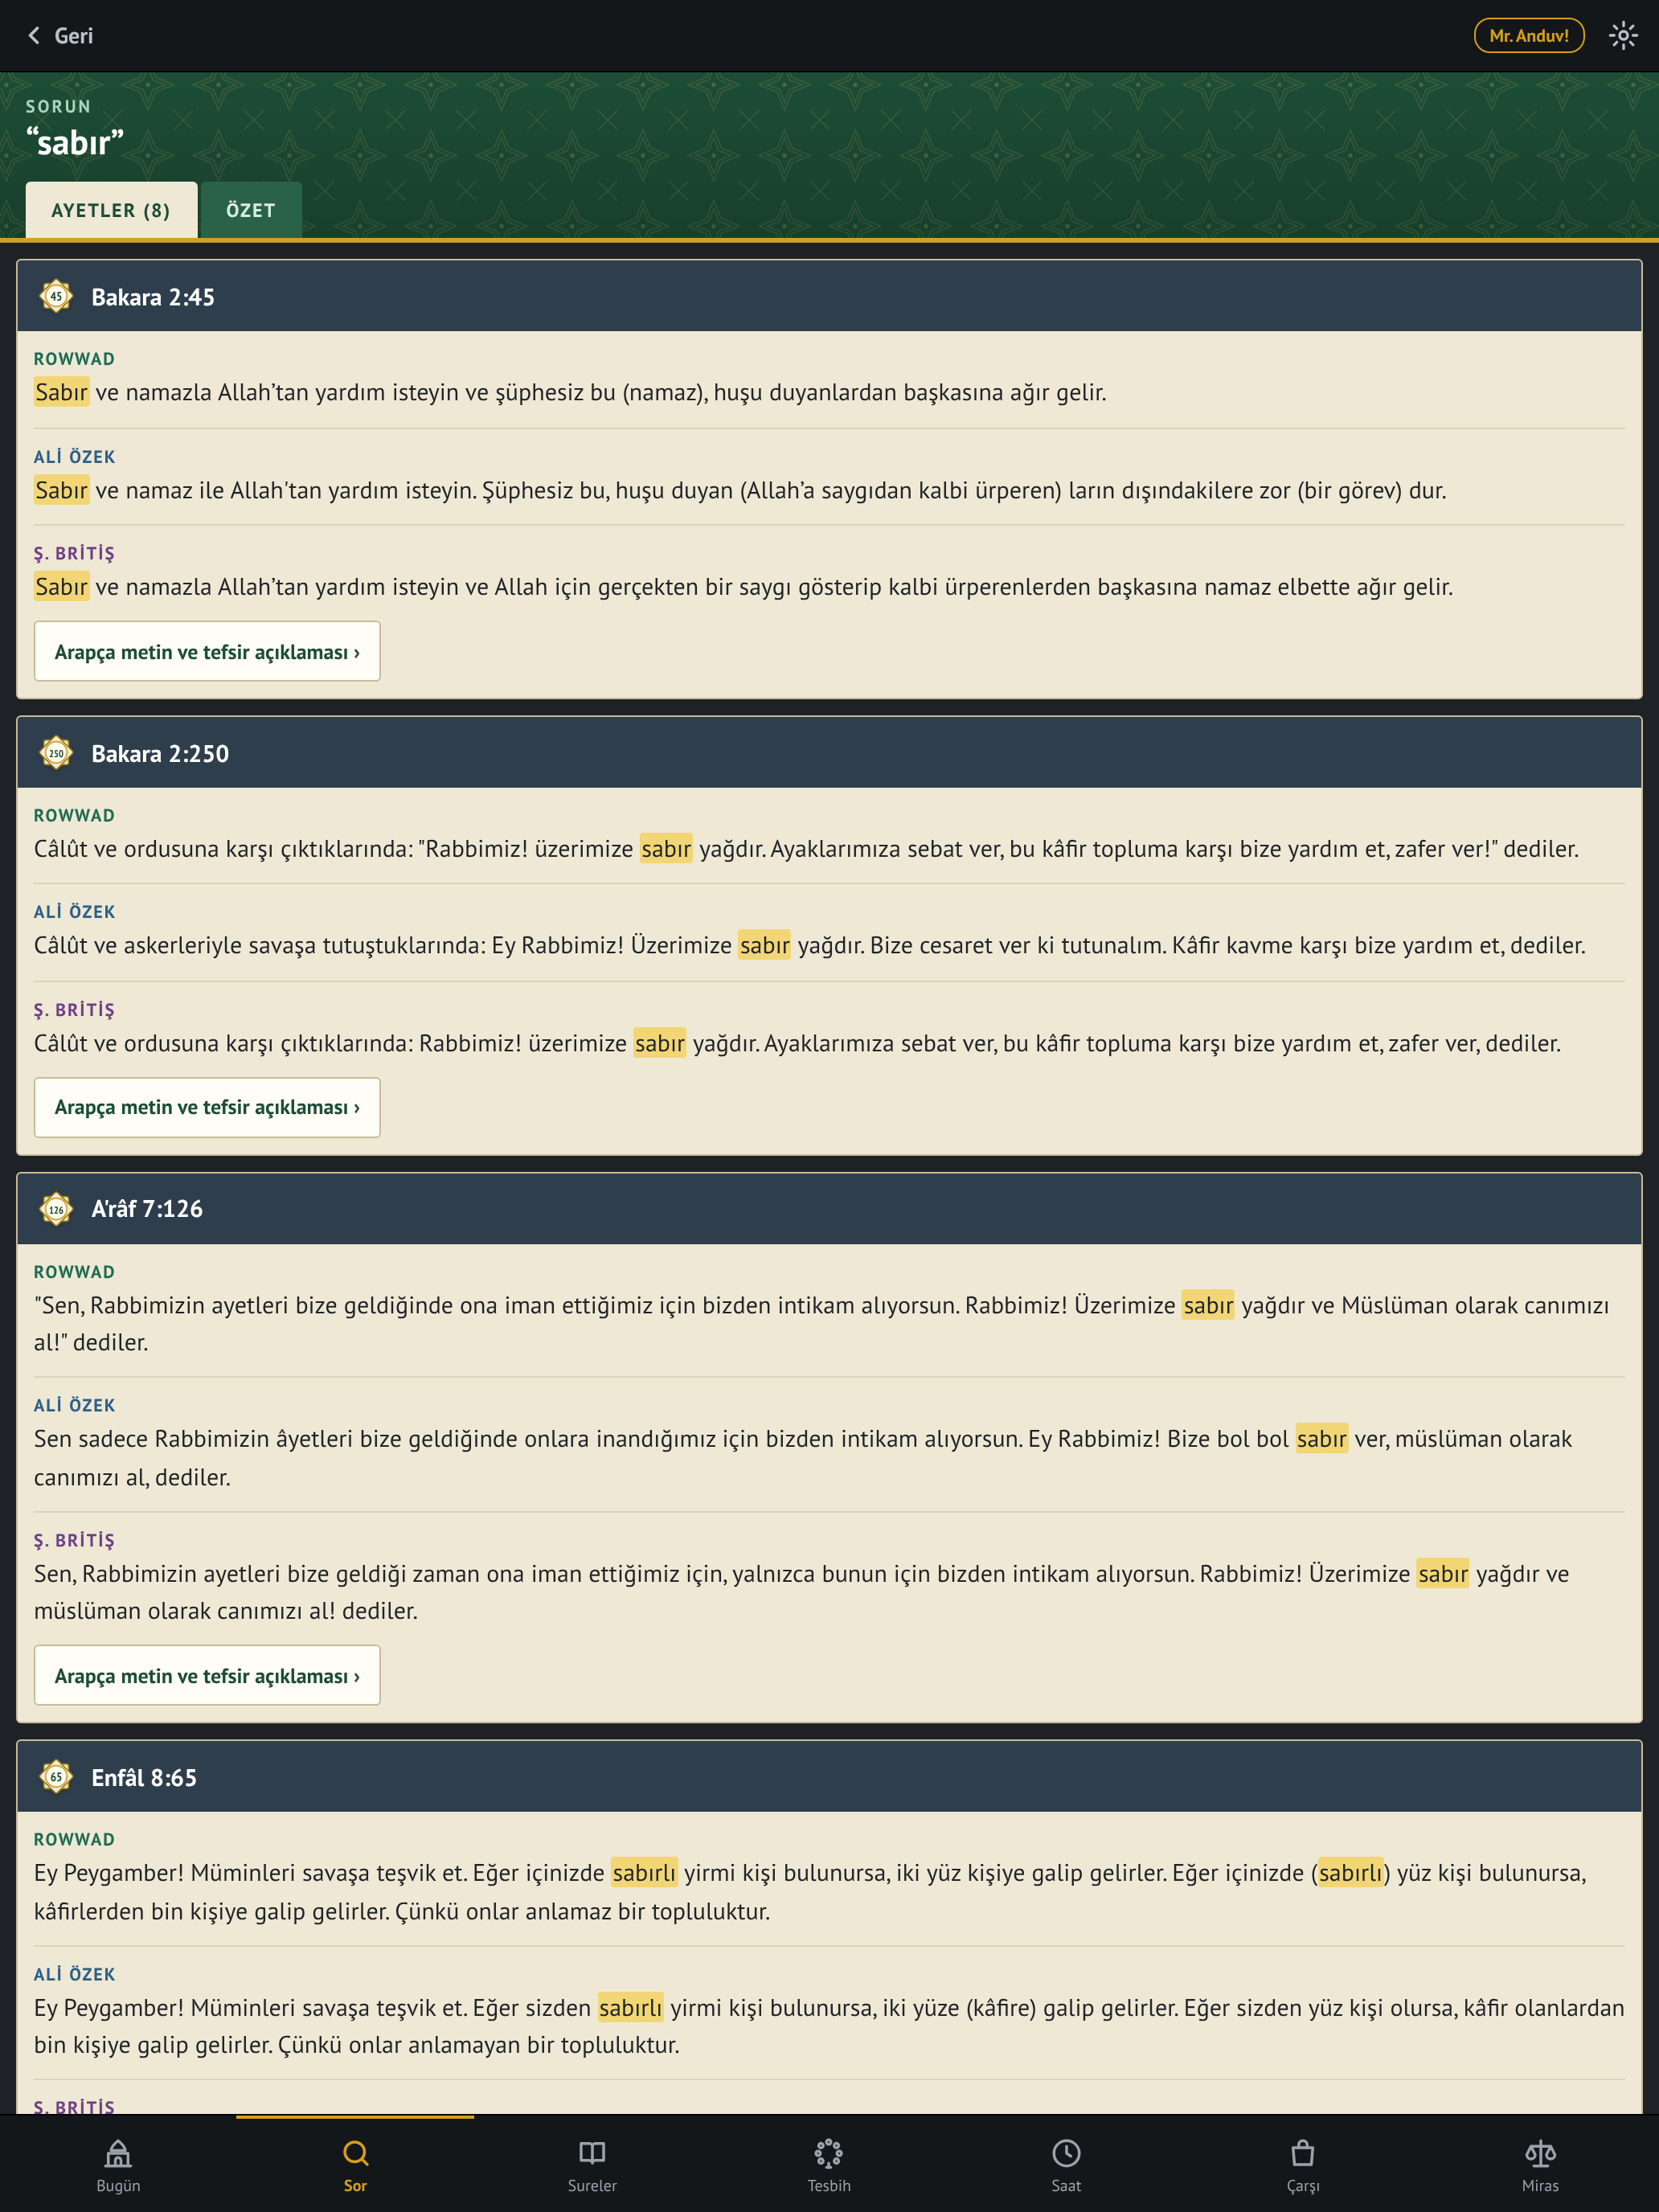 Geri
Mr. Anduv!
SORUN
“sabır”
AYETLER (8)
ÖZET
45
Bakara 2:45
ROWWAD
Sabır ve namazla Allah’tan yardım isteyin ve şüphesiz bu (namaz), huşu duyanlardan başkasına ağır gelir.
ALİ ÖZEK
Sabır ve namaz ile Allah'tan yardım isteyin. Şüphesiz bu, huşu duyan (Allah’a saygıdan kalbi ürperen) ların dışındakilere zor (bir görev) dur.
Ş. BRİTİŞ
Sabır ve namazla Allah’tan yardım isteyin ve Allah için gerçekten bir saygı gösterip kalbi ürperenlerden başkasına namaz elbette ağır gelir.
Arapça metin ve tefsir açıklaması ›
250
Bakara 2:250
ROWWAD
Câlût ve ordusuna karşı çıktıklarında: "Rabbimiz! üzerimize sabır yağdır. Ayaklarımıza sebat ver, bu kâfir topluma karşı bize yardım et, zafer ver!" dediler.
ALİ ÖZEK
Câlût ve askerleriyle savaşa tutuştuklarında: Ey Rabbimiz! Üzerimize sabır yağdır. Bize cesaret ver ki tutunalım. Kâfir kavme karşı bize yardım et, dediler.
Ş. BRİTİŞ
Câlût ve ordusuna karşı çıktıklarında: Rabbimiz! üzerimize sabır yağdır. Ayaklarımıza sebat ver, bu kâfir topluma karşı bize yardım et, zafer ver, dediler.
Arapça metin ve tefsir açıklaması ›
126
A'râf 7:126
ROWWAD
"Sen, Rabbimizin ayetleri bize geldiğinde ona iman ettiğimiz için bizden intikam alıyorsun. Rabbimiz! Üzerimize sabır yağdır ve Müslüman olarak canımızı
al!" dediler.
ALİ ÖZEK
Sen sadece Rabbimizin âyetleri bize geldiğinde onlara inandığımız için bizden intikam alıyorsun. Ey Rabbimiz! Bize bol bol sabır ver, müslüman olarak
canımızı al, dediler.
Ş. BRİTİŞ
Sen, Rabbimizin ayetleri bize geldiği zaman ona iman ettiğimiz için, yalnızca bunun için bizden intikam alıyorsun. Rabbimiz! Üzerimize sabır yağdır ve
müslüman olarak canımızı al! dediler.
Arapça metin ve tefsir açıklaması ›
65
Enfâl 8:65
ROWWAD
Ey Peygamber! Müminleri savaşa teşvik et. Eğer içinizde sabırlı yirmi kişi bulunursa, iki yüz kişiye galip gelirler. Eğer içinizde (sabırlı) yüz kişi bulunursa,
kâfirlerden bin kişiye galip gelirler. Çünkü onlar anlamaz bir topluluktur.
ALİ ÖZEK
Ey Peygamber! Müminleri savaşa teşvik et. Eğer sizden sabırlı yirmi kişi bulunursa, iki yüze (kâfire) galip gelirler. Eğer sizden yüz kişi olursa, kâfir olanlardan
bin kişiye galip gelirler. Çünkü onlar anlamayan bir topluluktur.
Ş. BRİTİŞ
Bugün
Sor
Sureler
Tesbih
Saat
Çarşı
Miras